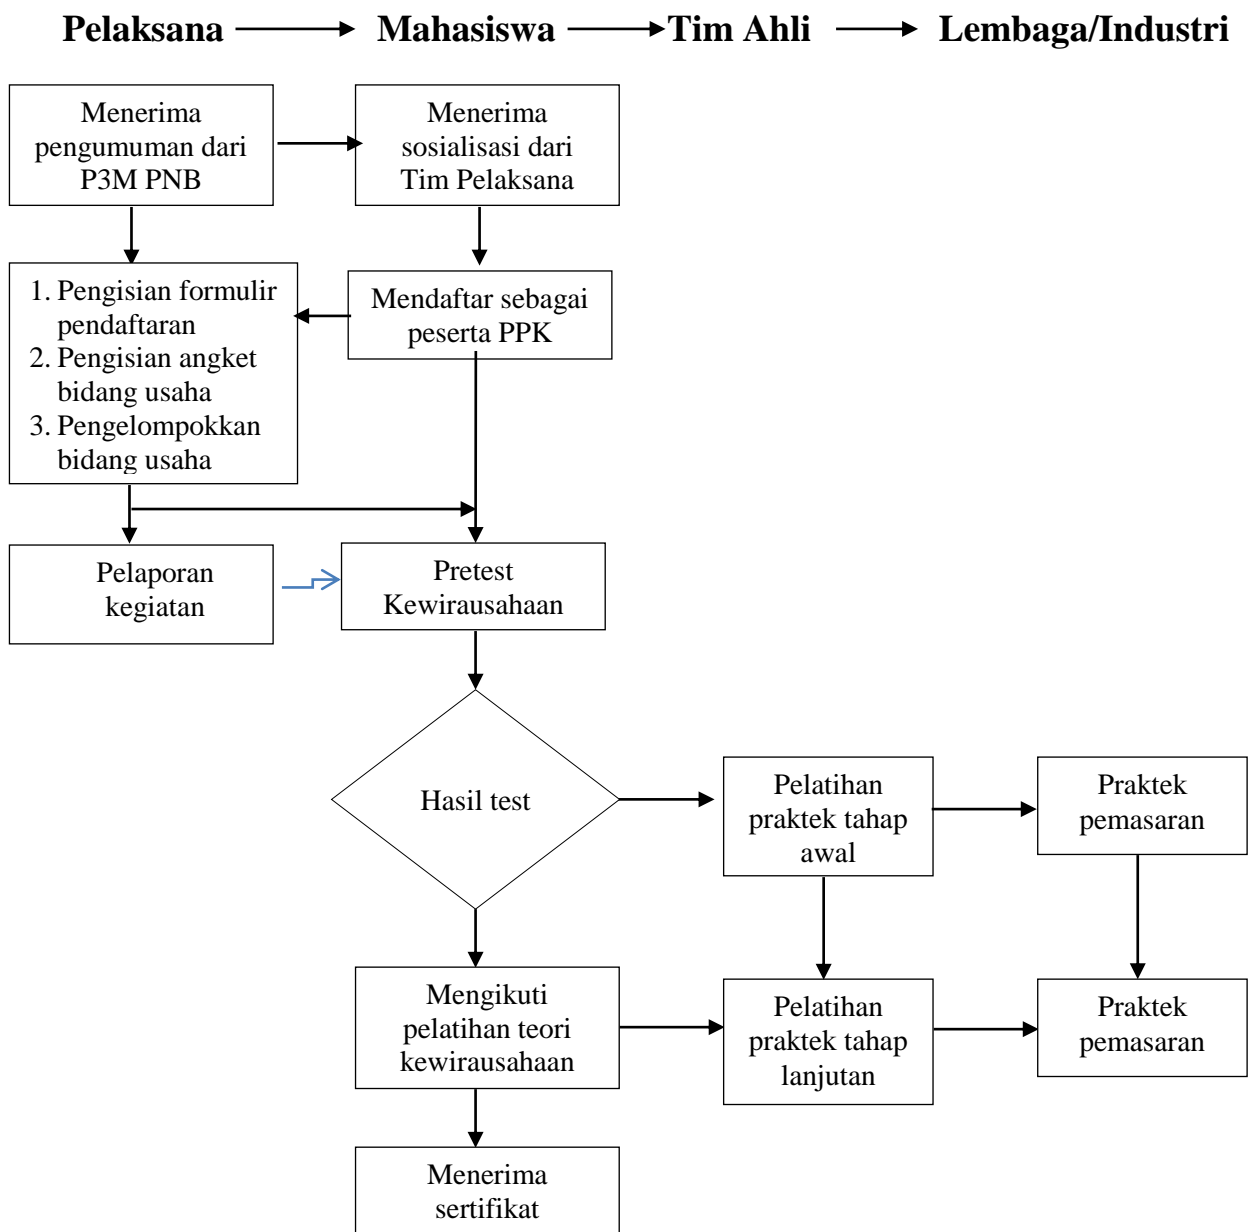 Pelaksana Mahasiswa Tim Ahli Lembaga/Industri
Menerima
pengumuman dari
P3M PNB
Menerima
sosialisasi dari
Tim Pelaksana
1. Pengisian formulir
pendaftaran
2. Pengisian angket
bidang usaha
3. Pengelompokkan
bidang usaha
Mendaftar sebagai
peserta PPK
Pelaporan
kegiatan
Pretest
Kewirausahaan
Hasil test
Pelatihan
praktek tahap
awal
Praktek
pemasaran
Mengikuti
pelatihan teori
kewirausahaan
Pelatihan
praktek tahap
lanjutan
Praktek
pemasaran
Menerima
sertifikat